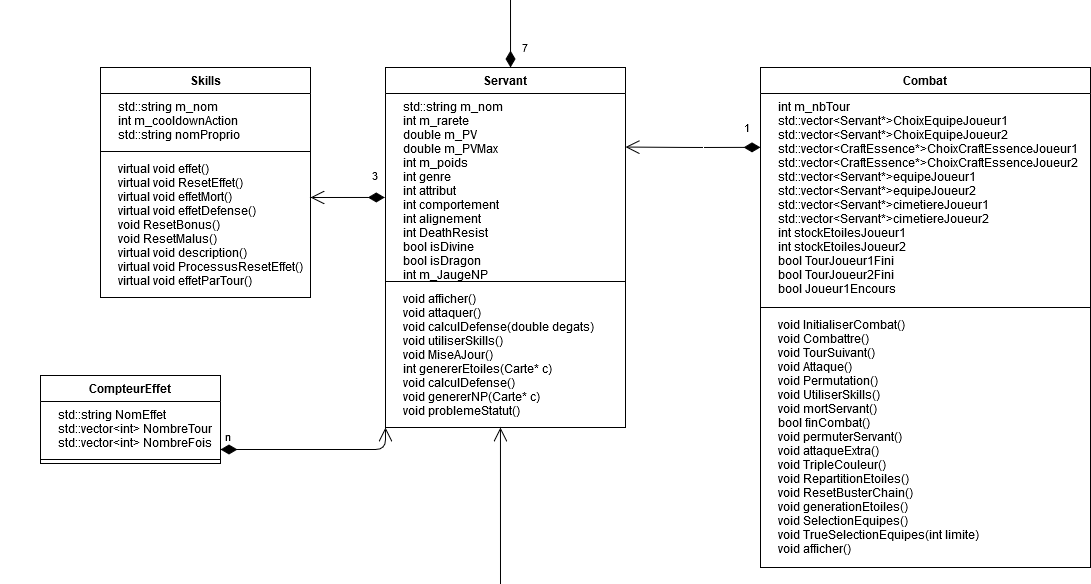 7
Skills
std::string m_nom
int m_cooldownAction
std::string nomProprio
virtual void effet()
virtual void ResetEffet()
virtual void effetMort()
virtual void effetDefense()
void ResetBonus()
void ResetMalus()
virtual void description()
virtual void ProcessusResetEffet()
virtual void effetParTour()
3
Servant
std::string m_nom
int m_rarete
double m_PV
double m_PVMax
int m_poids
int genre
int attribut
int comportement
int alignement
int DeathResist
bool isDivine
bool isDragon
int m_JaugeNP
void afficher()
void attaquer()
void calculDefense(double degats)
void utiliserSkills()
void MiseAJour()
int genererEtoiles(Carte* c)
void calculDefense()
void genererNP(Carte* c)
void problemeStatut()
1
Combat
int m_nbTour
std::vector<Servant*>ChoixEquipeJoueur1
std::vector<Servant*>ChoixEquipeJoueur2
std::vector<CraftEssence*>ChoixCraftEssenceJoueur1
std::vector<CraftEssence*>ChoixCraftEssenceJoueur2
std::vector<Servant*>equipeJoueur1
std::vector<Servant*>equipeJoueur2
std::vector<Servant*>cimetiereJoueur1
std::vector<Servant*>cimetiereJoueur2
int stockEtoilesJoueur1
int stockEtoilesJoueur2
bool TourJoueur1Fini
bool TourJoueur2Fini
bool Joueur1Encours
void InitialiserCombat()
void Combattre()
void TourSuivant()
void Attaque()
void Permutation()
void UtiliserSkills()
void mortServant()
bool finCombat()
void permuterServant()
void attaqueExtra()
void TripleCouleur()
void RepartitionEtoiles()
void ResetBusterChain()
void generationEtoiles()
void SelectionEquipes()
void TrueSelectionEquipes(int limite)
void afficher()
CompteurEffet
std::string NomEffet
std::vector<int> NombreTour
std::vector<int> NombreFois
n